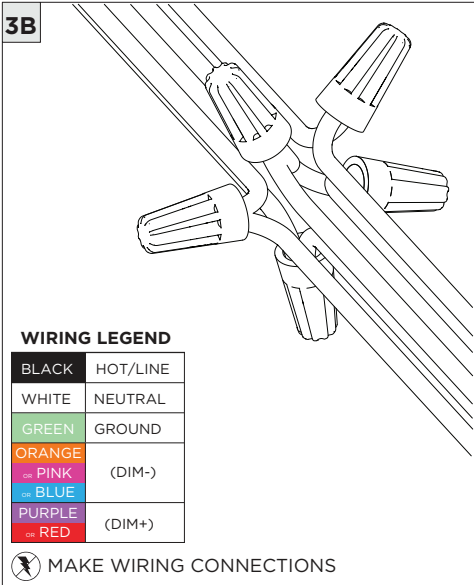 3B
WIRING LEGEND
BLACK HOT/LINE
WHITE NEUTRAL
GREEN GROUND
ORANGE
OR PINK (DIM-)
OR BLUE
PURPLE
OR RED (DIM+)
MAKE WIRING CONNECTIONS